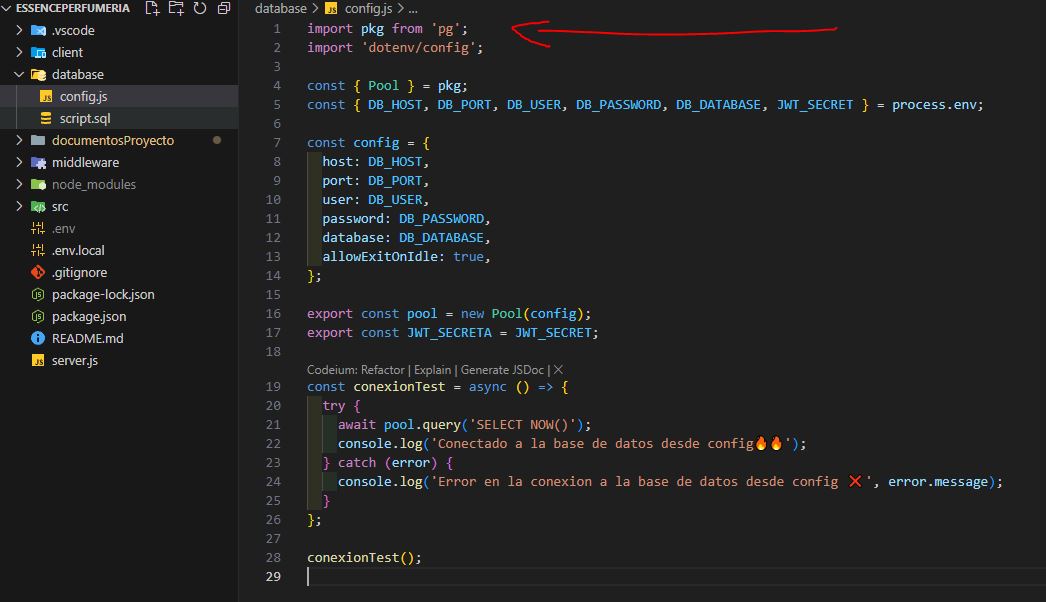 ESSENCEPERFUMERIA
.vscode
client
database
config.js
script.sql
documentosProyecto
middleware
node_modules
src
.env
.env.local
.gitignore
package-lock.json
package.json
README.md
server.js
database > JS config.js > ...
1 import pkg from 'pg';
2 import 'dotenv/config';
3
4 const { Pool } = pkg;
5 const { DB_HOST, DB_PORT, DB_USER, DB_PASSWORD, DB_DATABASE, JWT_SECRET } = process.env;
6
7 const config = {
8   host: DB_HOST,
9   port: DB_PORT,
10   user: DB_USER,
11   password: DB_PASSWORD,
12   database: DB_DATABASE,
13   allowExitOnIdle: true,
14 };
15
16 export const pool = new Pool(config);
17 export const JWT_SECRETA = JWT_SECRET;
18
Codeium: Refactor | Explain | Generate JSDoc | X
19 const conexionTest = async () => {
20   try {
21     await pool.query('SELECT NOW()');
22     console.log('Conectado a la base de datos desde config🔥🔥');
23   } catch (error) {
24     console.log('Error en la conexion a la base de datos desde config ❌', error.message);
25   }
26 };
27
28 conexionTest();
29